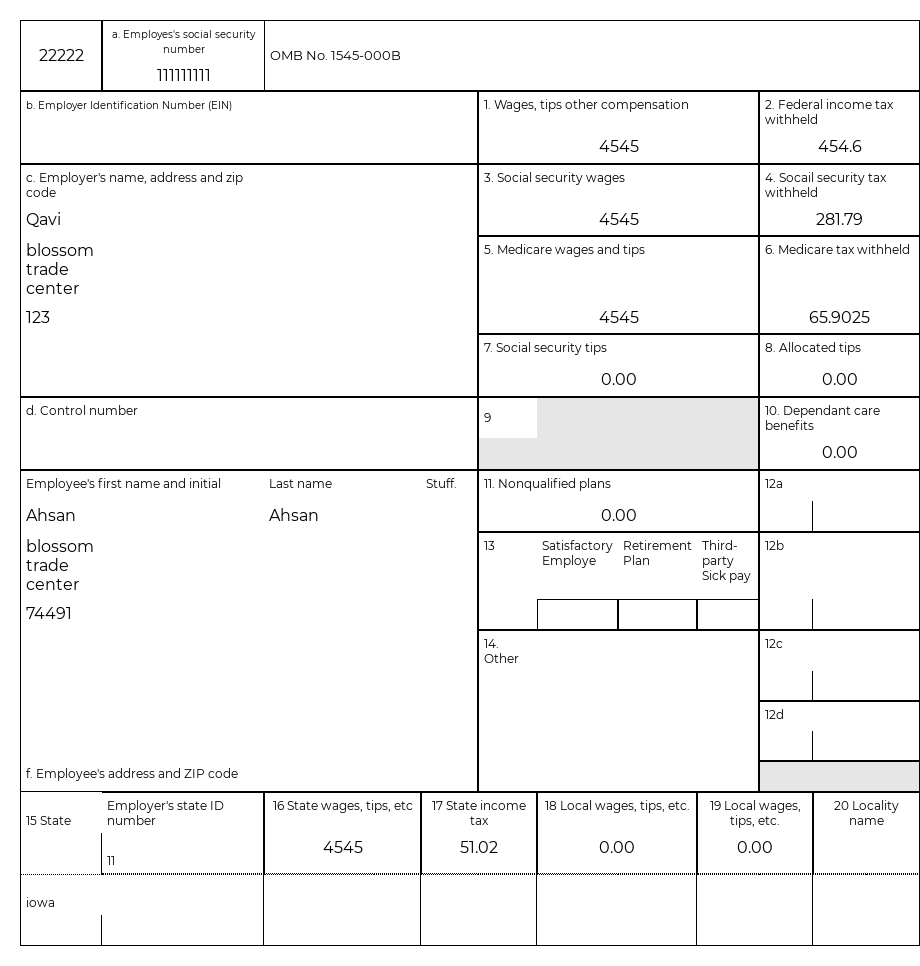 22222
a. Employes's social security
number
111111111
OMB No. 1545-000B
b. Employer Identification Number (EIN)
1. Wages, tips other compensation
4545
2. Federal income tax
withheld
454.6
c. Employer's name, address and zip
code
Qavi
blossom
trade
center
123
3. Social security wages
4545
4. Socail security tax
withheld
281.79
5. Medicare wages and tips
4545
6. Medicare tax withheld
65.9025
7. Social security tips
0.00
8. Allocated tips
0.00
d. Control number
9
10. Dependant care
benefits
0.00
Employee's first name and initial
Last name
Stuff.
Ahsan
Ahsan
blossom
trade
center
74491
f. Employee's address and ZIP code
11. Nonqualified plans
0.00
12a
13
Satisfactory
Employe
Retirement
Plan
Third-
party
Sick pay
12b
14.
Other
12c
12d
15 State
Employer's state ID
number
11
16 State wages, tips, etc
4545
17 State income
tax
51.02
18 Local wages, tips, etc.
0.00
19 Local wages,
tips, etc.
0.00
20 Locality
name
iowa